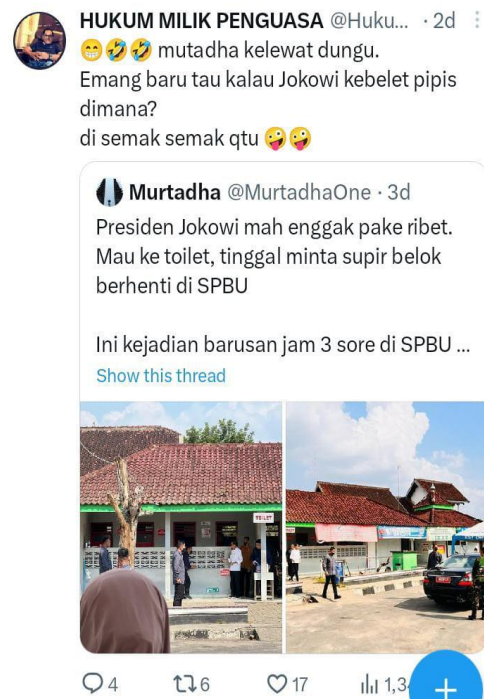 HUKUM MILIK PENGUASA @Huku... · 2d
😁🤣🤣 mutadha kelewat dungu.
Emang baru tau kalau Jokowi kebelet pipis
dimana?
di semak semak qtu 🤪🤪
Murtadha @MurtadhaOne · 3d
Presiden Jokowi mah enggak pake ribet.
Mau ke toilet, tinggal minta supir belok
berhenti di SPBU
Ini kejadian barusan jam 3 sore di SPBU ...
Show this thread
TOILET
4 6 17 1,3